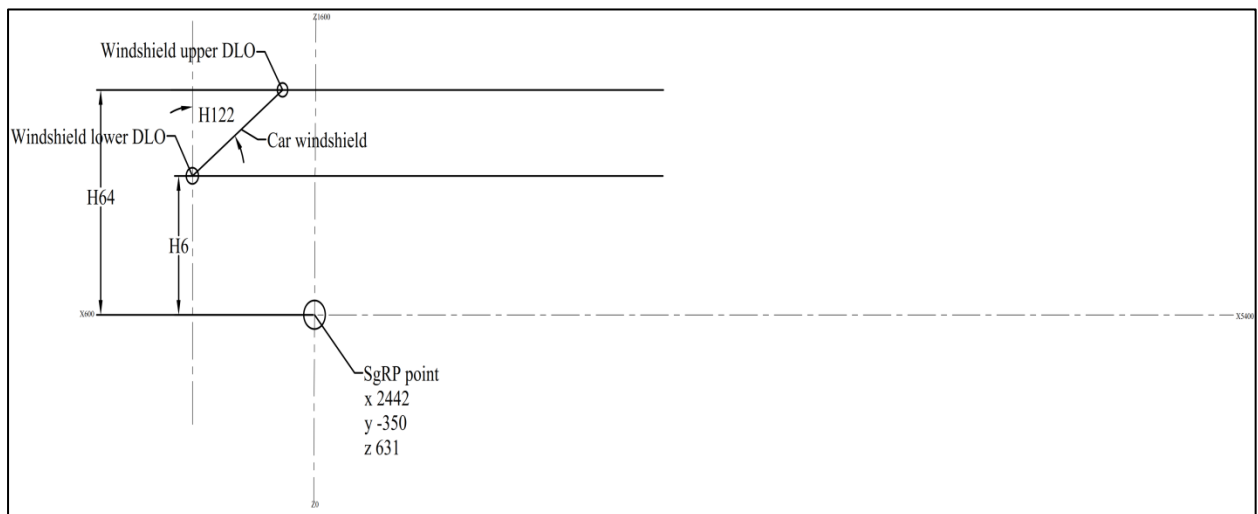 Z1600
Windshield upper DLO
H122
Windshield lower DLO
Car windshield
H64
H6
X600
X5400
SgRP point
x 2442
y -350
z 631
Z0